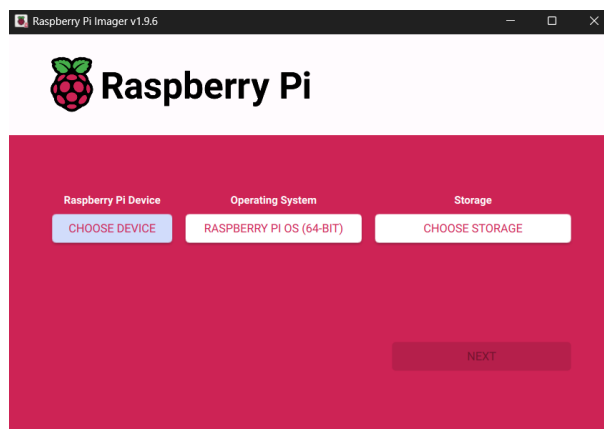 Raspberry Pi Imager v1.9.6
Raspberry Pi
Raspberry Pi Device
Operating System
Storage
CHOOSE DEVICE
RASPBERRY PI OS (64-BIT)
CHOOSE STORAGE
NEXT